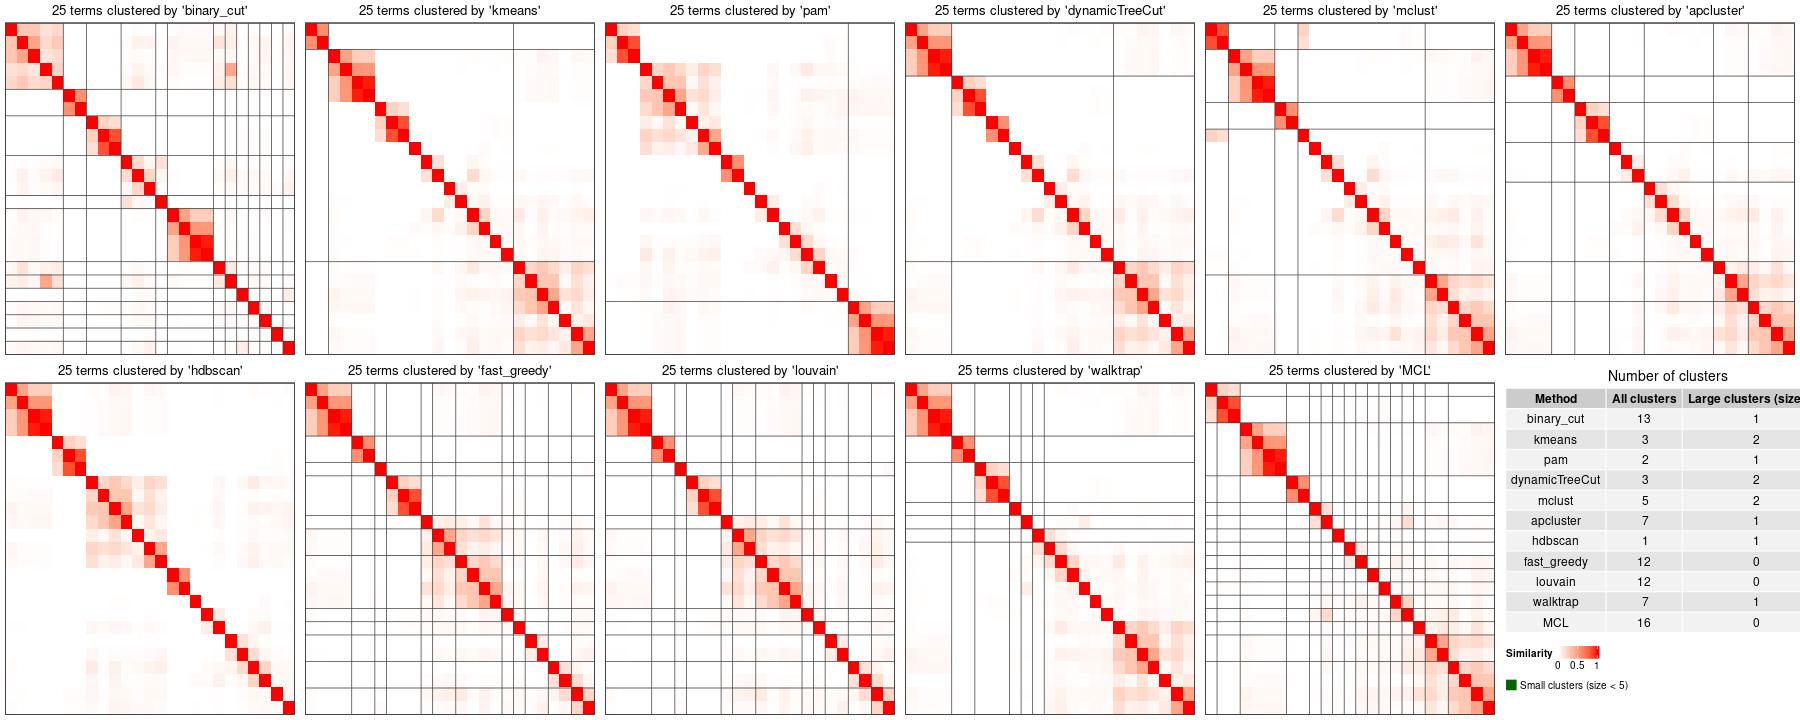 25 terms clustered by 'binary_cut'
25 terms clustered by 'kmeans'
25 terms clustered by 'pam'
25 terms clustered by 'dynamicTreeCut'
25 terms clustered by 'mclust'
25 terms clustered by 'apcluster'
25 terms clustered by 'hdbscan'
25 terms clustered by 'fast_greedy'
25 terms clustered by 'louvain'
25 terms clustered by 'walktrap'
25 terms clustered by 'MCL'
Number of clusters
Method All clusters Large clusters (size
binary_cut 13 1
kmeans 3 2
pam 2 1
dynamicTreeCut 3 2
mclust 5 2
apcluster 7 1
hdbscan 1 1
fast_greedy 12 0
louvain 12 0
walktrap 7 1
MCL 16 0
Similarity
0 0.5 1
Small clusters (size < 5)